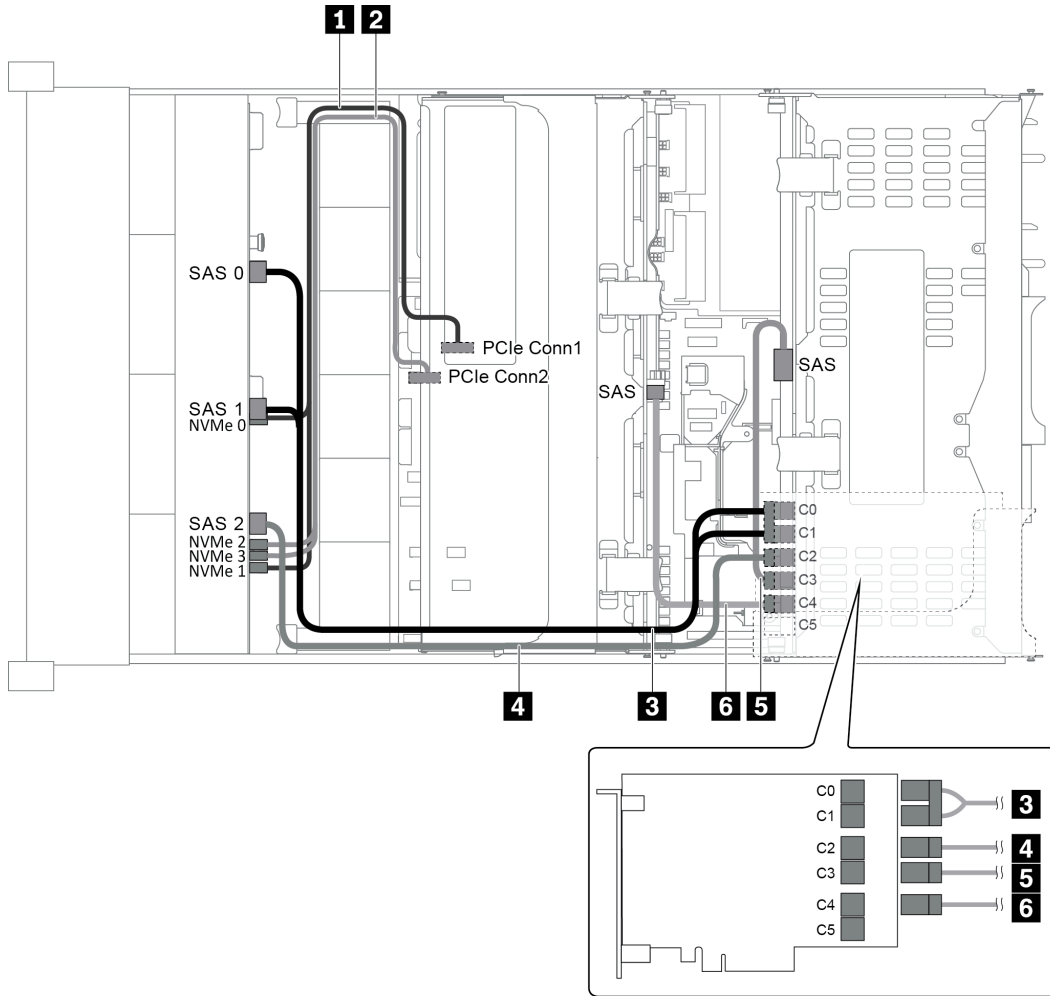 1 2
SAS 0
PCIe Conn1
SAS
PCIe Conn2
SAS
SAS 1
NVMe 0
C0
SAS 2
C1
NVMe 2
C2
NVMe 3
NVMe 1
C3
C4
C5
4 3 6 5
C0
3
C1
C2
4
C3
5
C4
6
C5